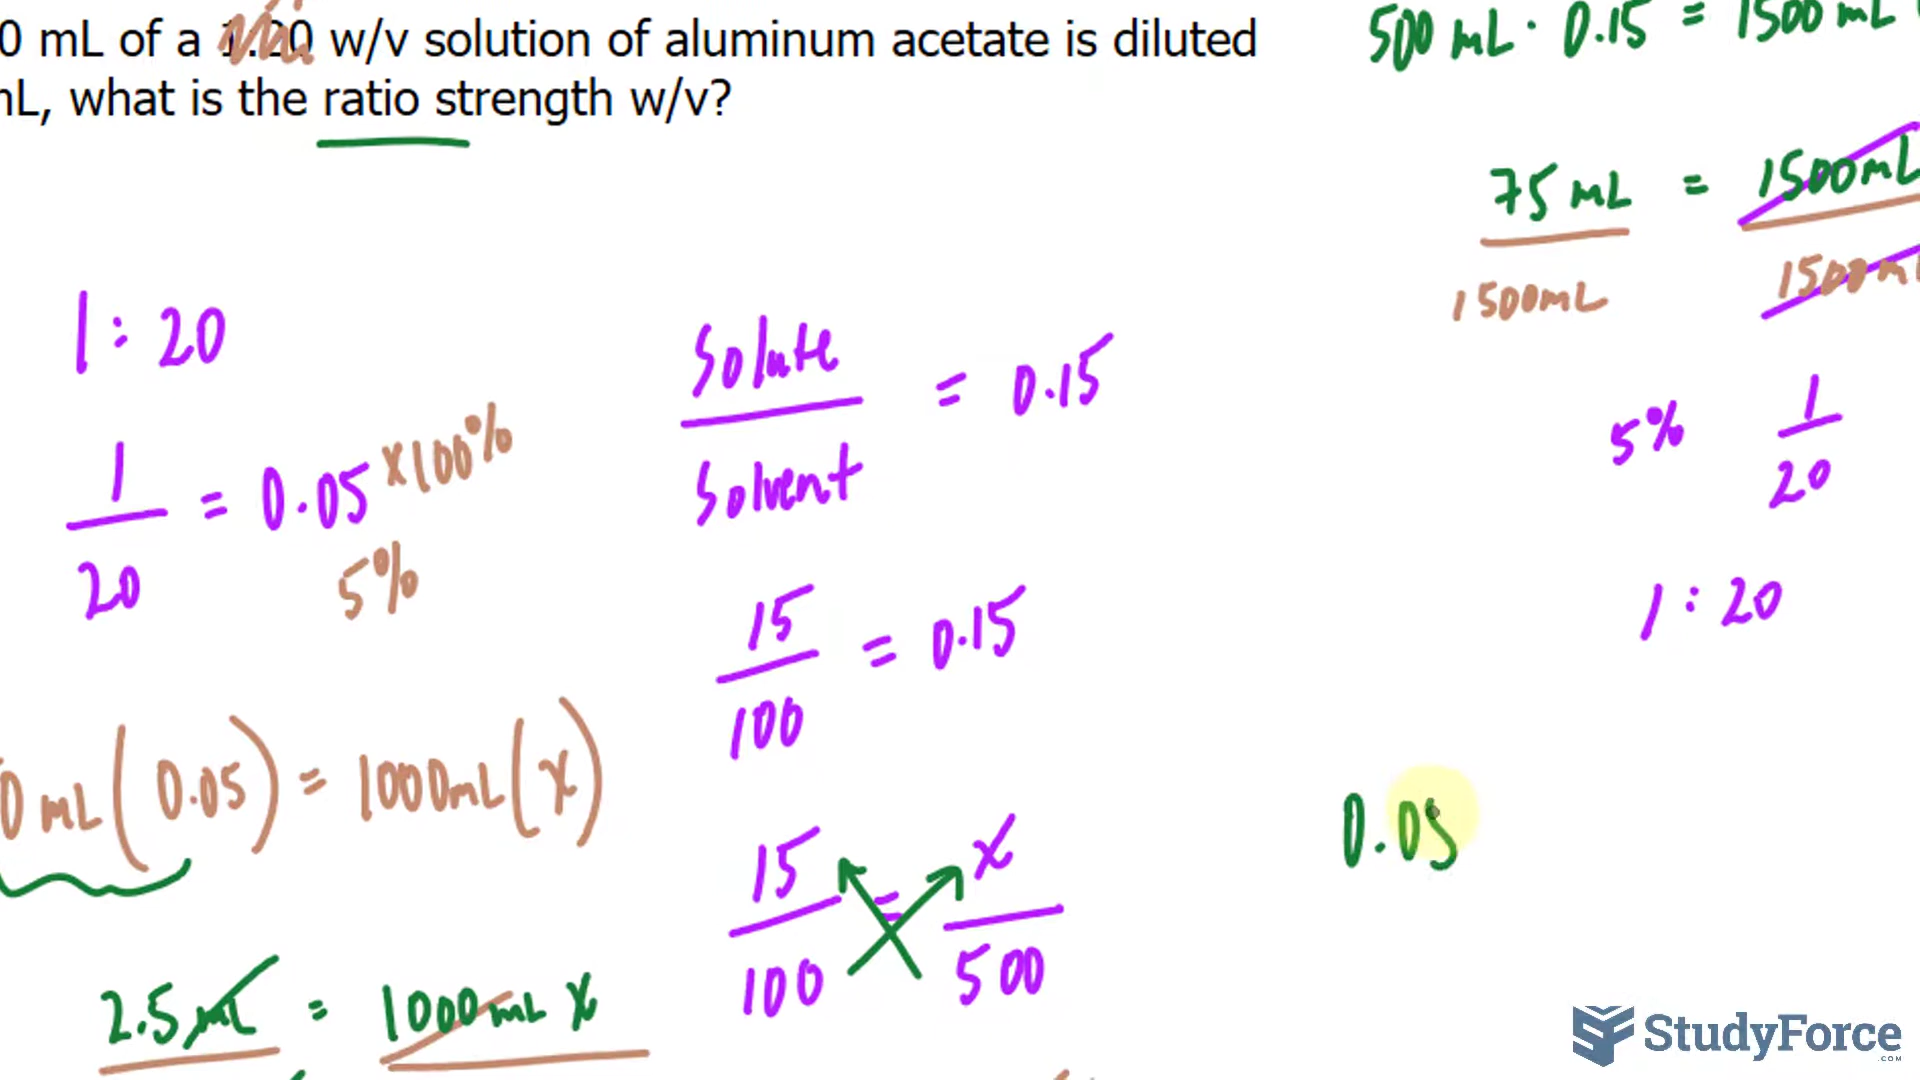 0 mL of a 1:20 w/v solution of aluminum acetate is diluted
mL, what is the ratio strength w/v?
500 mL · 0.15 = 1500 mL
75 mL = 1500 mL
1500 mL 1500 m
5% 1
20
1 : 20
1 : 20
1
20 = 0.05 x100%
5%
0 mL (0.05) = 1000 mL (x)
2.5 mL = 1000 mL x
Solute
Solvent = 0.15
15
100 = 0.15
15 = x
100 500
0.05
StudyForce
.COM